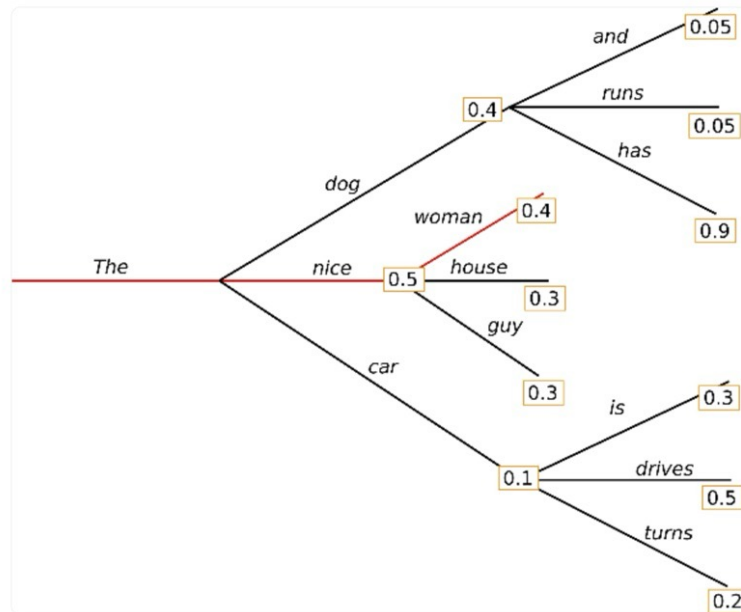 and
0.05
0.4
runs
0.05
has
dog
woman
0.4
0.9
The
nice
0.5
house
0.3
guy
car
0.3
is
0.3
0.1
drives
0.5
turns
0.2